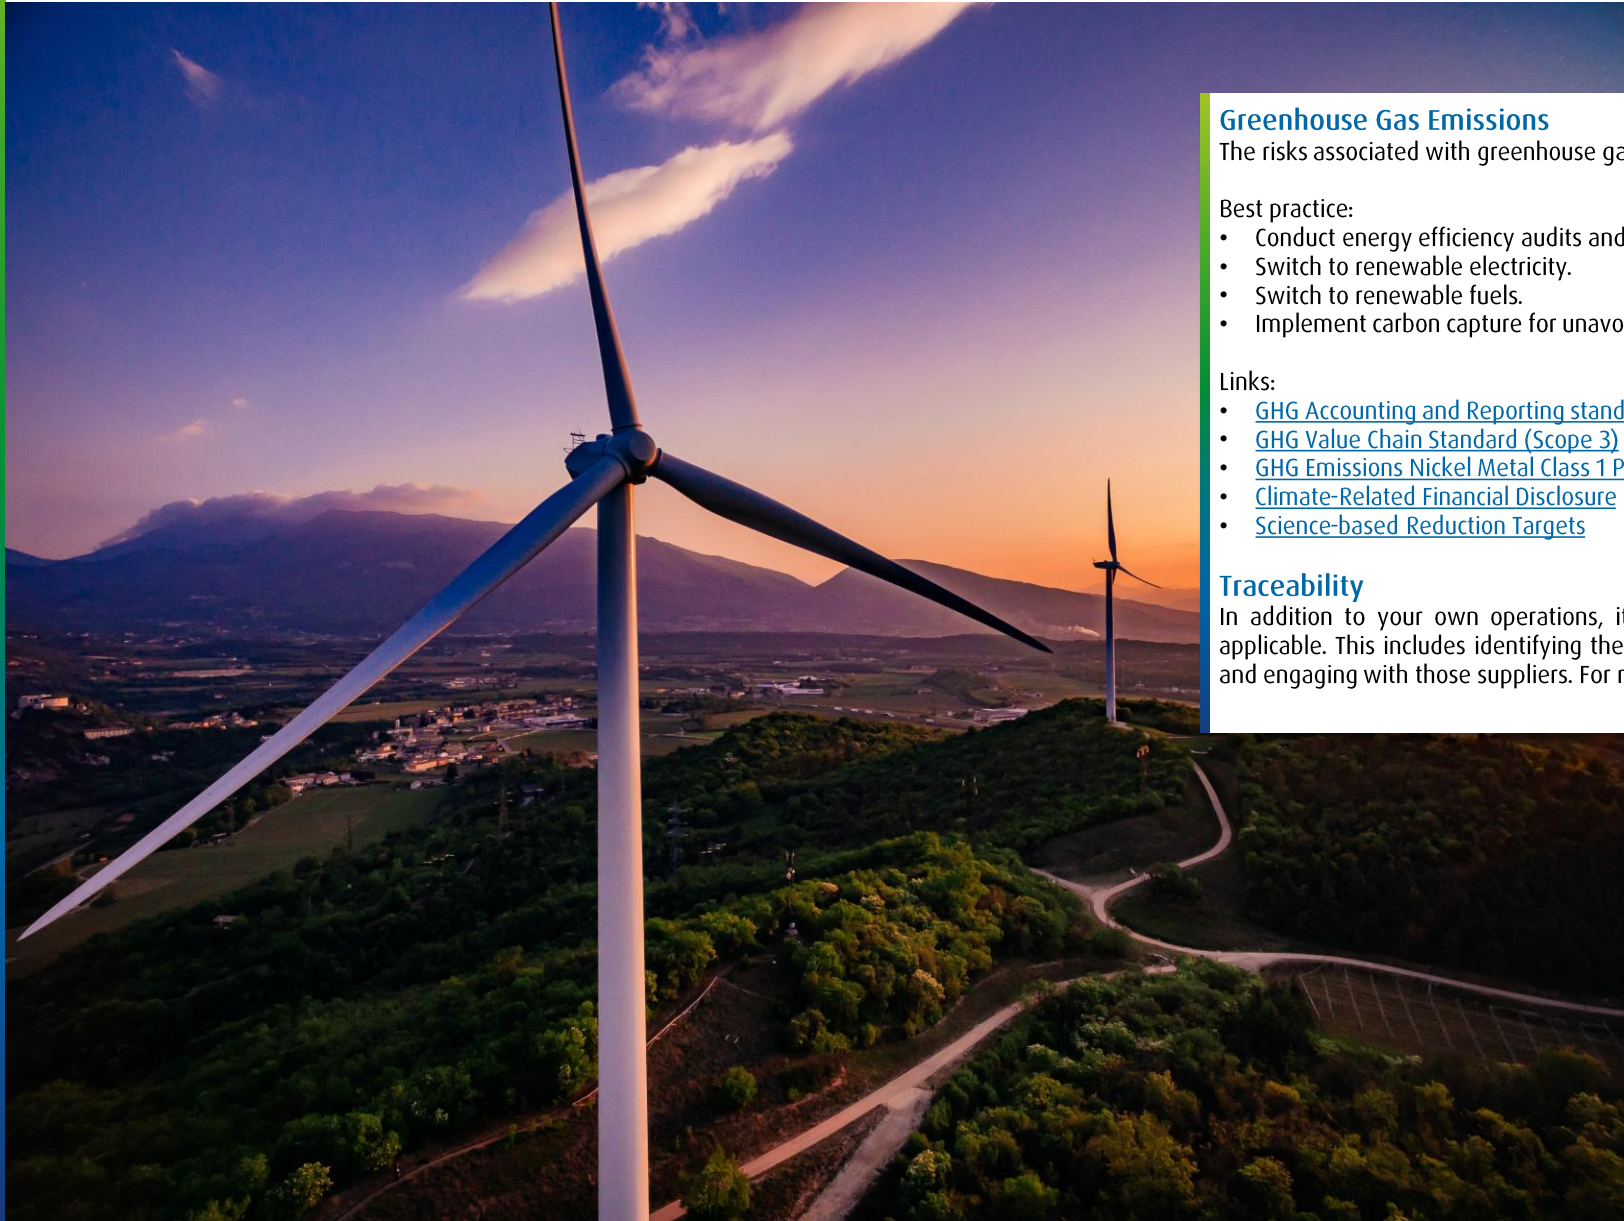 Greenhouse Gas Emissions
The risks associated with greenhouse
Best practice:
• Conduct energy efficiency audits and
• Switch to renewable electricity.
• Switch to renewable fuels.
• Implement carbon capture for
Links:
• GHG Accounting and Reporting
• GHG Value Chain Standard (Scope 3)
• GHG Emissions Nickel Metal Class 1
• Climate-Related Financial Disclosure
• Science-based Reduction Targets
Traceability
In addition to your own operations,
applicable. This includes identifying the
and engaging with those suppliers. For